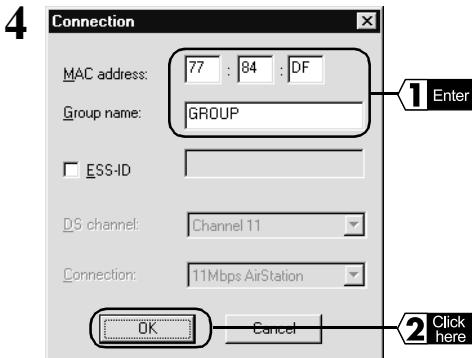 4
Connection
MAC address: 77 : 84 : DF
1 Enter
Group name: GROUP
ESS-ID
DS channel: Channel 11
Connection: 11Mbps AirStation
OK Cancel
2 Click here